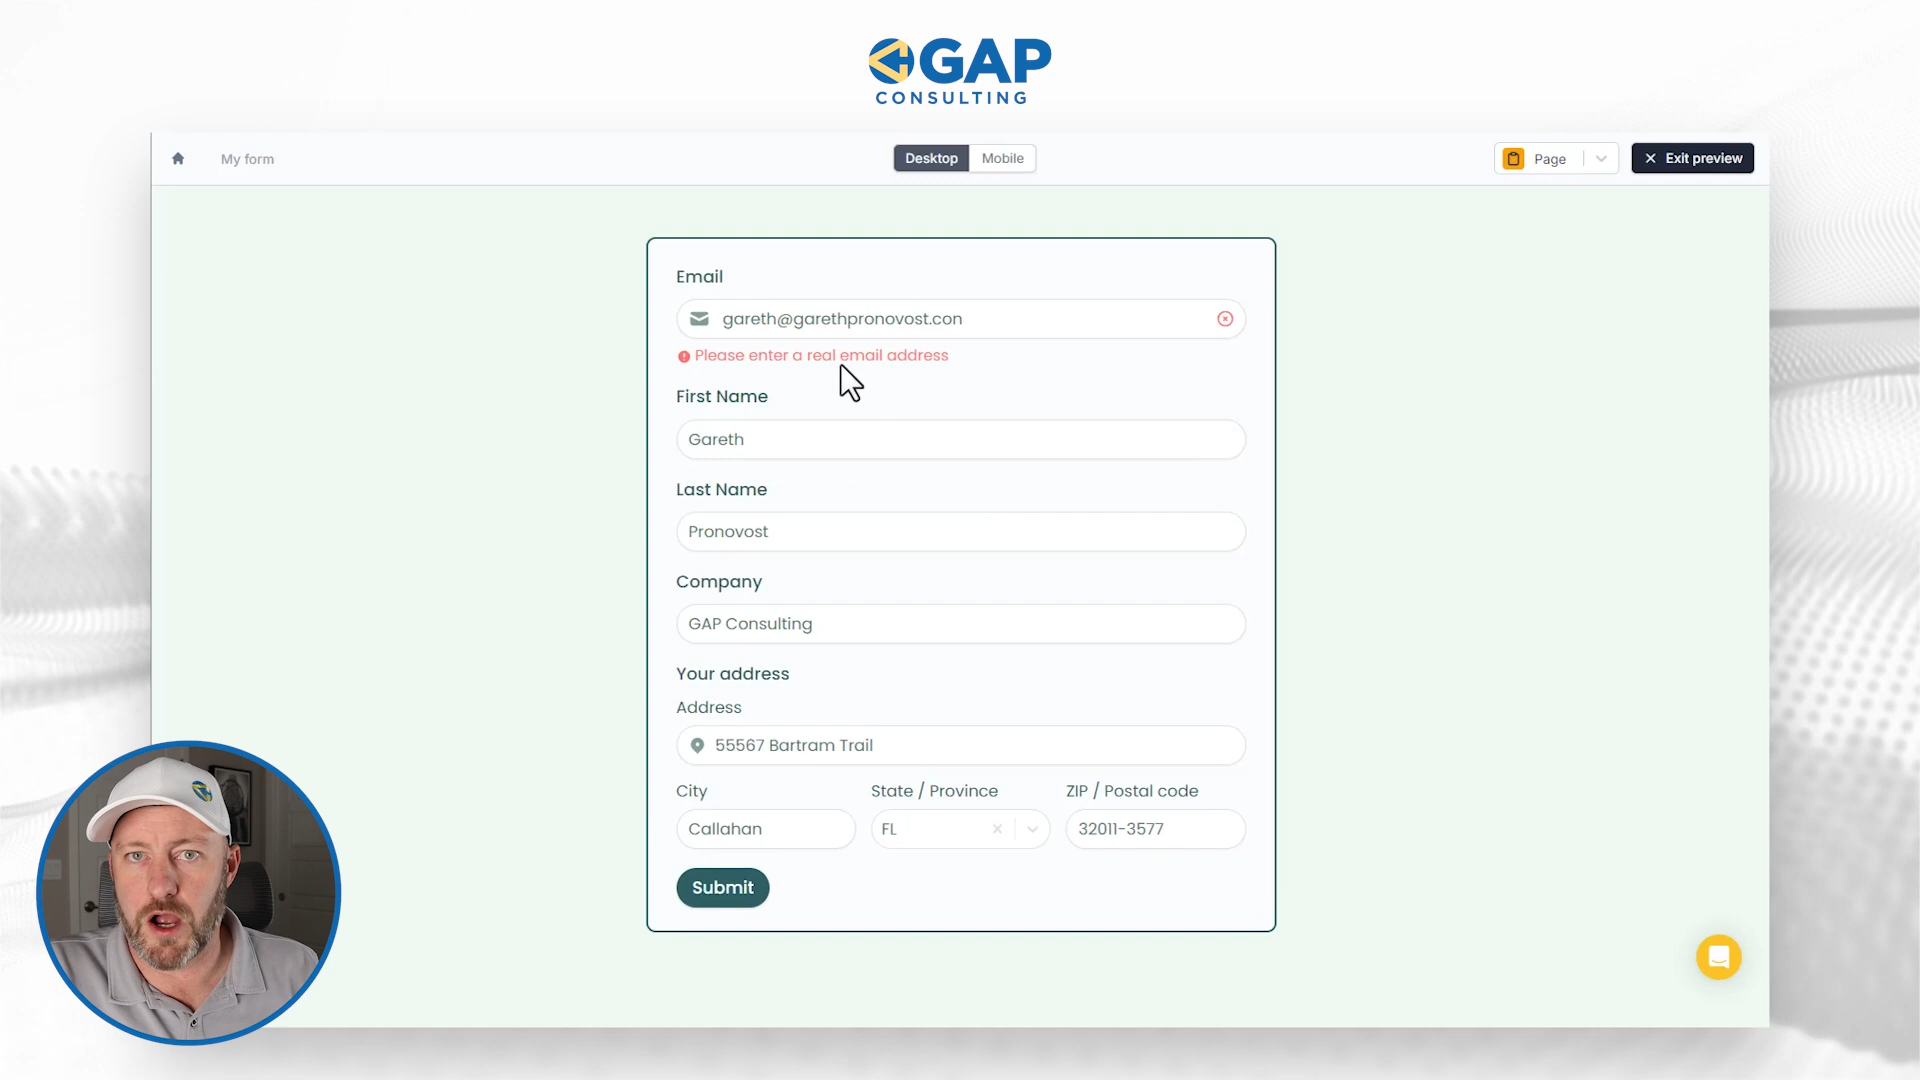 GAP
CONSULTING
My form
Desktop
Mobile
Page
Exit preview
Email
gareth@garethpronovost.con
Please enter a real email address
First Name
Gareth
Last Name
Pronovost
Company
GAP Consulting
Your address
Address
55567 Bartram Trail
City
State / Province
ZIP / Postal code
Callahan
FL
32011-3577
Submit